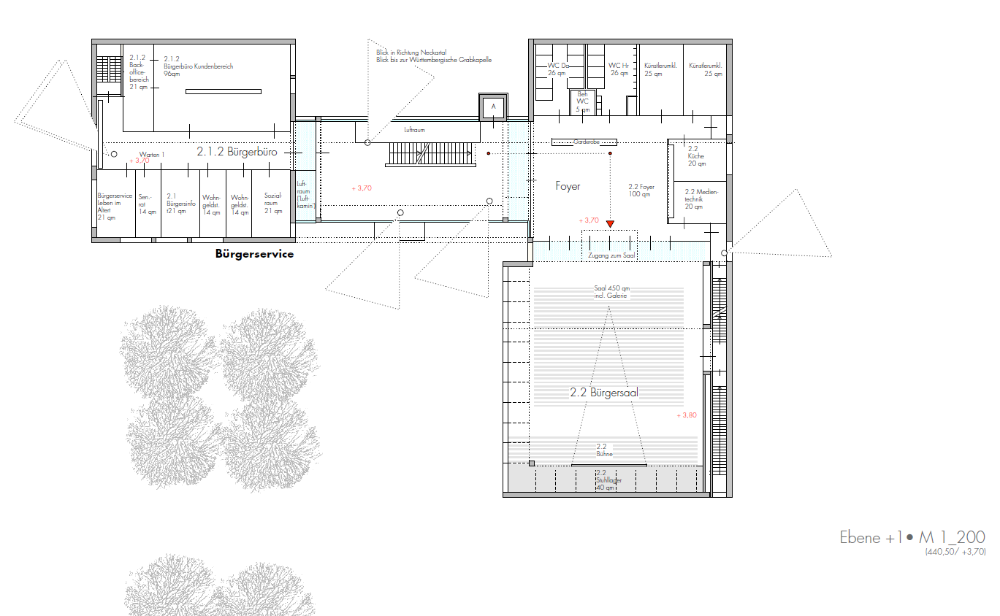 Blick in Richtung Neckartal
Blick bis zur Württembergische Grabkapelle
2.1.2
Back-
office-
bereich
21 qm
2.1.2
Bürgerbüro Kundenbereich
96qm
WC Da
26 qm
WC Hr
26 qm
Künstlerumkl.
25 qm
Künstlerumkl.
25 qm
Beh
WC
5 qm
A
Luftraum
Garderobe
Warten 1
+ 3,70
2.1.2 Bürgerbüro
2.2
Küche
20 qm
Bürgerservice
Leben im
Altert
21 qm
Sen.-
rat
14 qm
2.1
Bürgersinfo
t21 qm
Wohn-
geldst.
14 qm
Wohn-
geldst.
14 qm
Sozial-
raum
21 qm
Luft-
raum
("Luft-
kamin")
+ 3,70
Foyer
2.2 Foyer
100 qm
2.2 Medien-
technik
20 qm
+ 3,70
Zugang zum Saal
Bürgerservice
Saal 450 qm
incl. Galerie
2.2 Bürgersaal
+ 3,80
2.2
Bühne
2.2
Stuhllager
40 qm
Ebene +1• M 1_200
(440,50/ +3,70)